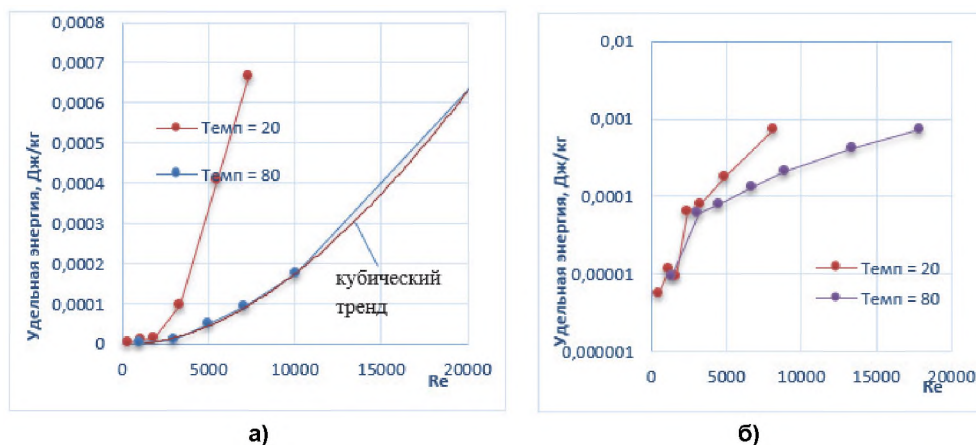 Удельная энергия, Дж/кг
0,0008
0,0007
0,0006
0,0005
0,0004
0,0003
0,0002
0,0001
0
Темп = 20
Темп = 80
кубический
тренд
0 5000 10000 15000 20000
Re
а)
Удельная энергия, Дж/кг
0,01
0,001
0,0001
0,00001
0,000001
Темп = 20
Темп = 80
0 5000 10000 15000 20000
Re
б)